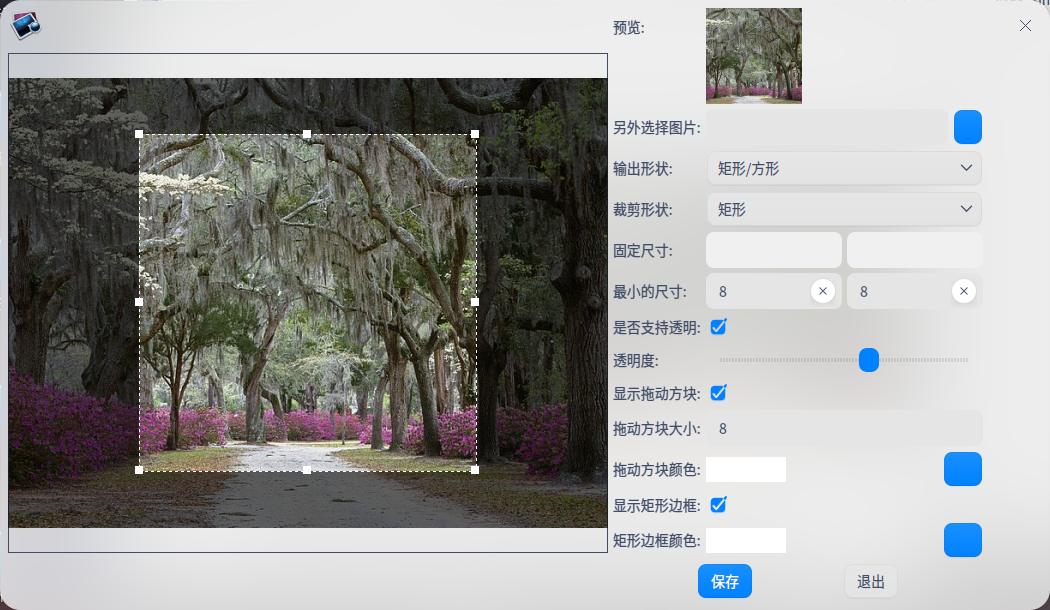 预览:
另外选择图片:
输出形状: 矩形/方形
裁剪形状: 矩形
固定尺寸:
最小的尺寸: 8 8
是否支持透明:
透明度:
显示拖动方块:
拖动方块大小: 8
拖动方块颜色:
显示矩形边框:
矩形边框颜色:
保存 退出